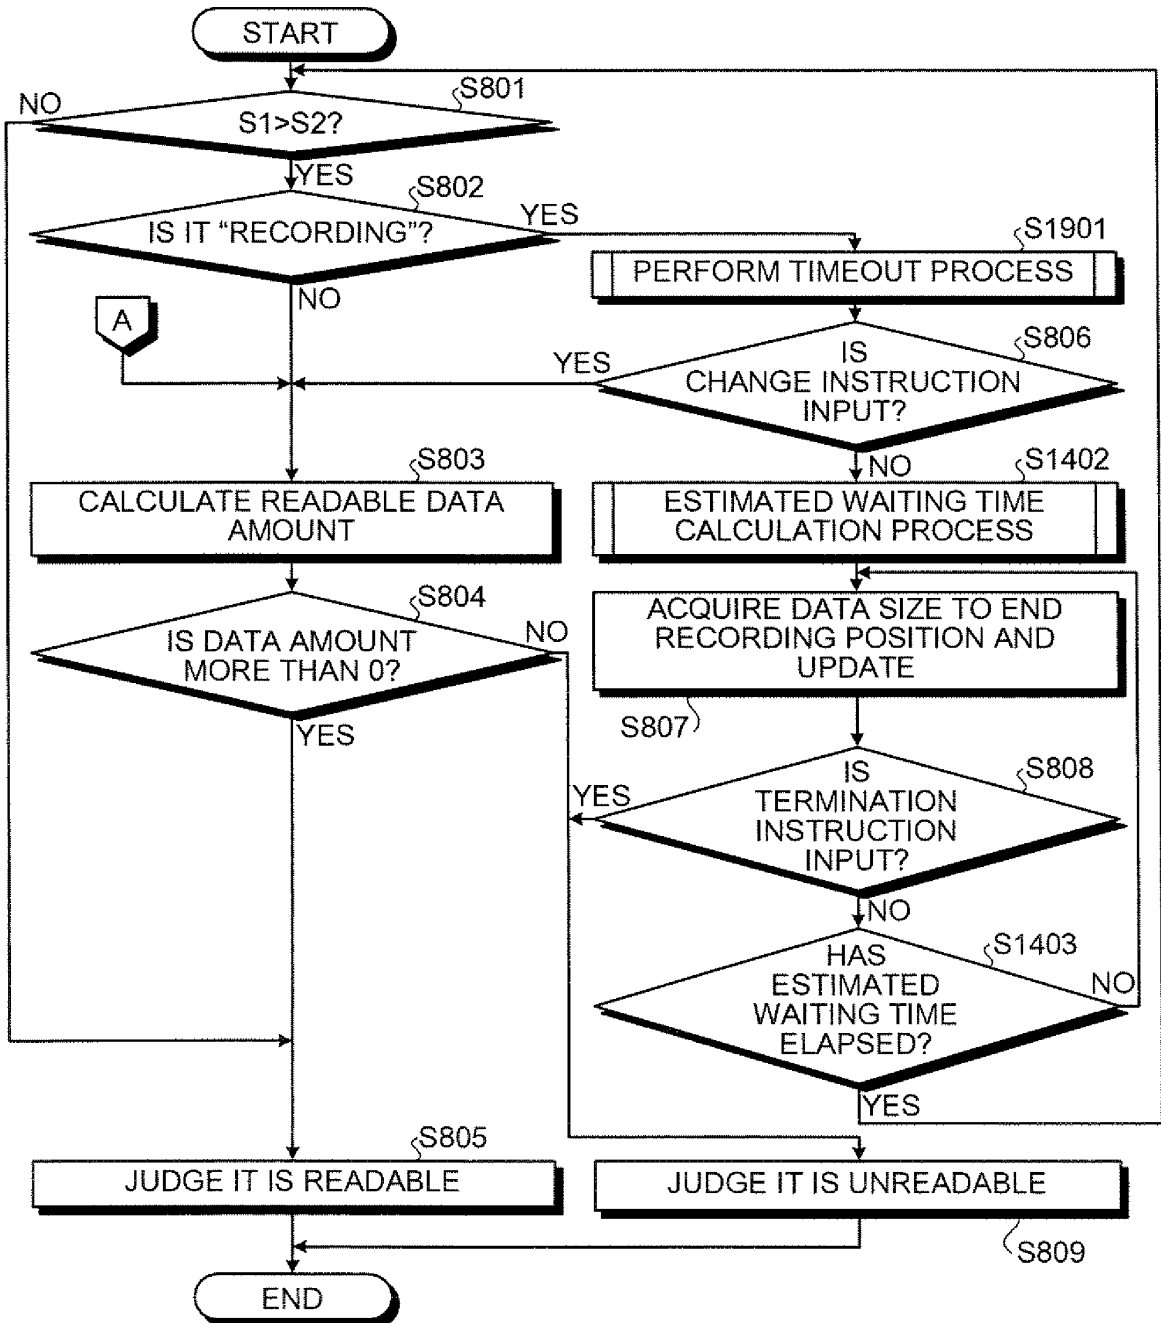 START
S801
NO
S1>S2?
YES
S802
IS IT “RECORDING”?
YES
NO
S1901
PERFORM TIMEOUT PROCESS
A
S806
YES
IS
CHANGE INSTRUCTION
INPUT?
NO
S803
CALCULATE READABLE DATA
AMOUNT
S1402
ESTIMATED WAITING TIME
CALCULATION PROCESS
S804
IS DATA AMOUNT
MORE THAN 0?
NO
YES
ACQUIRE DATA SIZE TO END
RECORDING POSITION AND
UPDATE
S807
S808
YES
IS
TERMINATION
INSTRUCTION
INPUT?
NO
S1403
HAS
ESTIMATED
WAITING TIME
ELAPSED?
NO
YES
S805
JUDGE IT IS READABLE
JUDGE IT IS UNREADABLE
S809
END